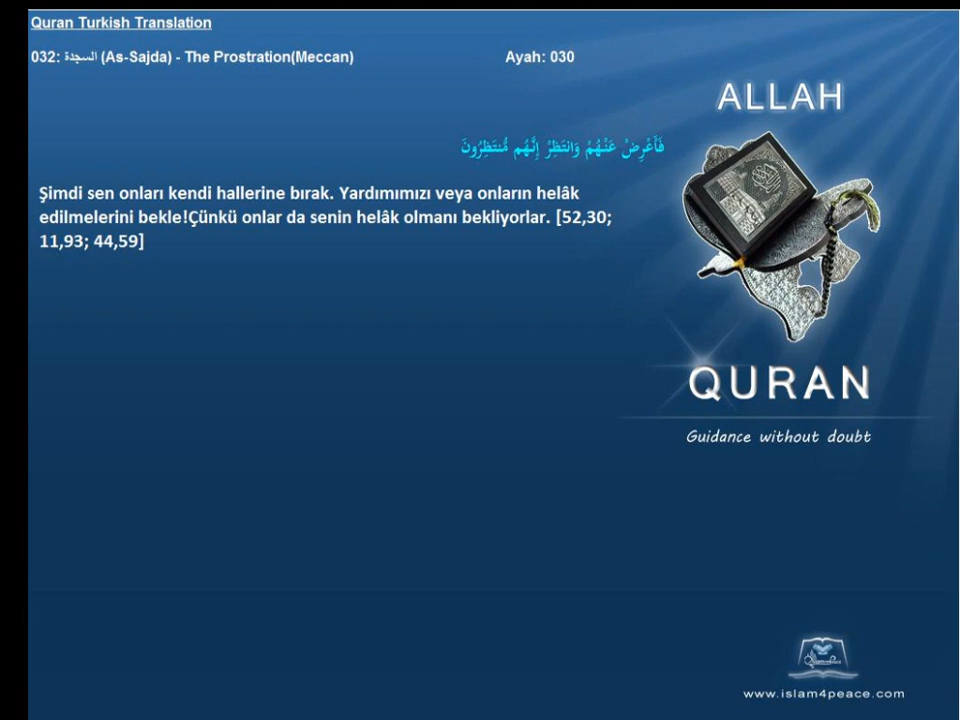 Quran Turkish Translation
032: السجدة (As-Sajda) - The Prostration(Meccan) Ayah: 030
ALLAH
فَأَعْرِضْ عَنْهُمْ وَانتَظِرْ إِنَّهُم مُّنتَظِرُونَ
Şimdi sen onları kendi hallerine bırak. Yardımımızı veya onların helâk
edilmelerini bekle!Çünkü onlar da senin helâk olmanı bekliyorlar. [52,30;
11,93; 44,59]
QURAN
Guidance without doubt
www.islam4peace.com